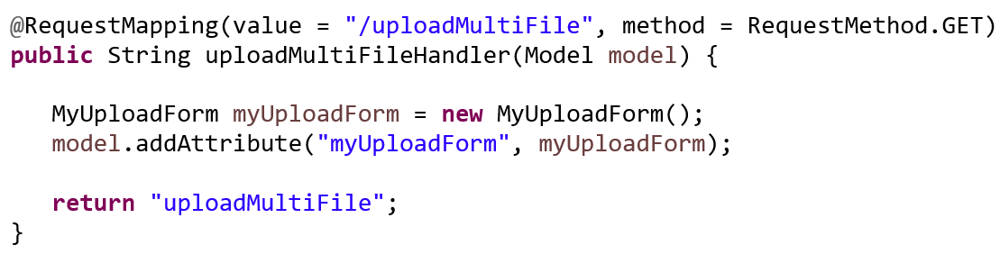 @RequestMapping(value = "/uploadMultiFile", method = RequestMethod.GET)
public String uploadMultiFileHandler(Model model) {
MyUploadForm myUploadForm = new MyUploadForm();
model.addAttribute("myUploadForm", myUploadForm);
return "uploadMultiFile";
}